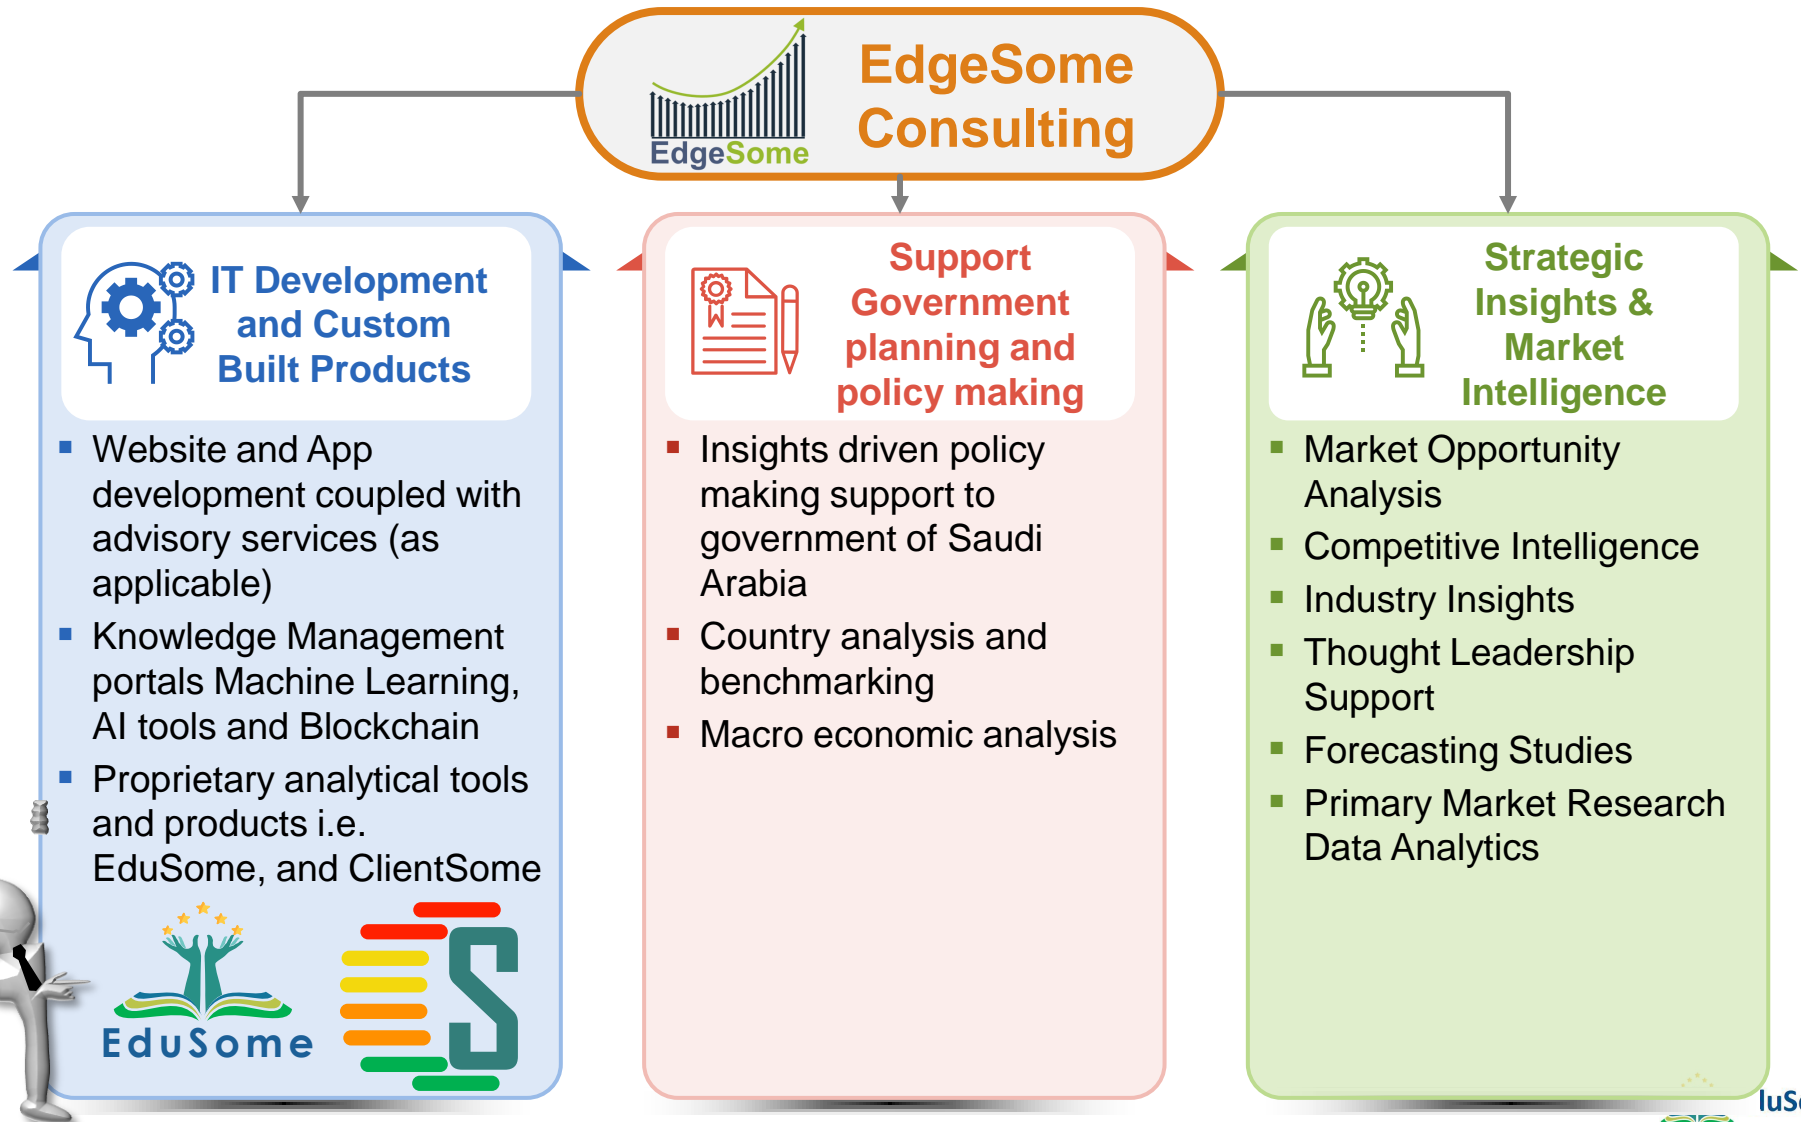 EdgeSome
Consulting
EdgeSome
IT Development
and Custom
Built Products
▪ Website and App
development coupled with
advisory services (as
applicable)
▪ Knowledge Management
portals Machine Learning,
AI tools and Blockchain
▪ Proprietary analytical tools
and products i.e.
EduSome, and ClientSome
EduSome
S
Support
Government
planning and
policy making
▪ Insights driven policy
making support to
government of Saudi
Arabia
▪ Country analysis and
benchmarking
▪ Macro economic analysis
Strategic
Insights &
Market
Intelligence
▪ Market Opportunity
Analysis
▪ Competitive Intelligence
▪ Industry Insights
▪ Thought Leadership
Support
▪ Forecasting Studies
▪ Primary Market Research
Data Analytics